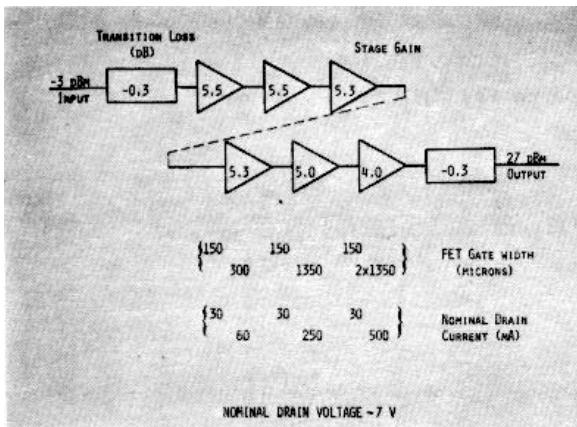 TRANSITION LOSS
(dB)
STAGE GAIN
-3 dBm
INPUT
-0.3
5.5
5.5
5.3
5.3
5.0
4.0
-0.3
27 dBm
OUTPUT
{150 150 150}
300 1350 2x1350
FET GATE WIDTH
(MICRONS)
{30 30 30}
60 250 500
NOMINAL DRAIN
CURRENT (MA)
NOMINAL DRAIN VOLTAGE ~7 V